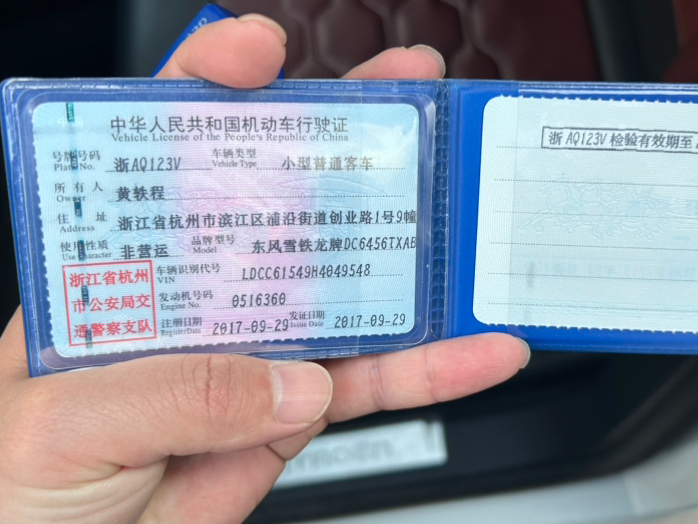 中华人民共和国机动车行驶证
Vehicle License of the People's Republic of China
号牌号码 浙AQ123V 车辆类型 小型普通客车
Plate No. Vehicle Type
所有人 黄轶程
Owner
住址 浙江省杭州市滨江区浦沿街道创业路1号9幢
Address
使用性质 非营运 品牌型号 东风雪铁龙牌DC6456TXAB
Use Character Model
浙江省杭州
市公安局交
通警察支队
车辆识别代号 LDCC61S49H4049548
VIN
发动机号码 0516360
Engine No.
注册日期 2017-09-29 发证日期 2017-09-29
Register Date Issue Date
浙AQ123V 检验有效期至